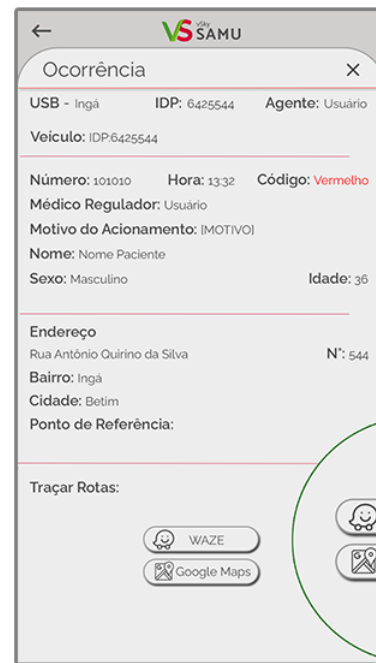 VS vSky SAMU
Ocorrência ×
USB - Ingá IDP: 6425544 Agente: Usuário
Veículo: IDP:6425544
Número: 101010 Hora: 13:32 Código: Vermelho
Médico Regulador: Usuário
Motivo do Acionamento: [MOTIVO]
Nome: Nome Paciente
Sexo: Masculino Idade: 36
Endereço
Rua Antônio Quirino da Silva N°: 544
Bairro: Ingá
Cidade: Betim
Ponto de Referência:
Traçar Rotas:
WAZE
Google Maps